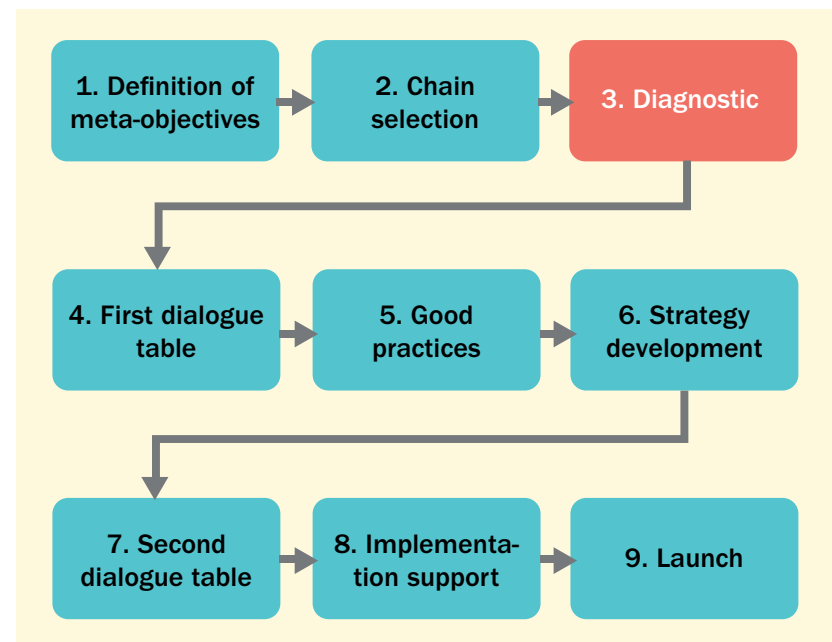 1. Definition of
meta-objectives
2. Chain
selection
3. Diagnostic
4. First dialogue
table
5. Good
practices
6. Strategy
development
7. Second
dialogue table
8. Implementa-
tion support
9. Launch